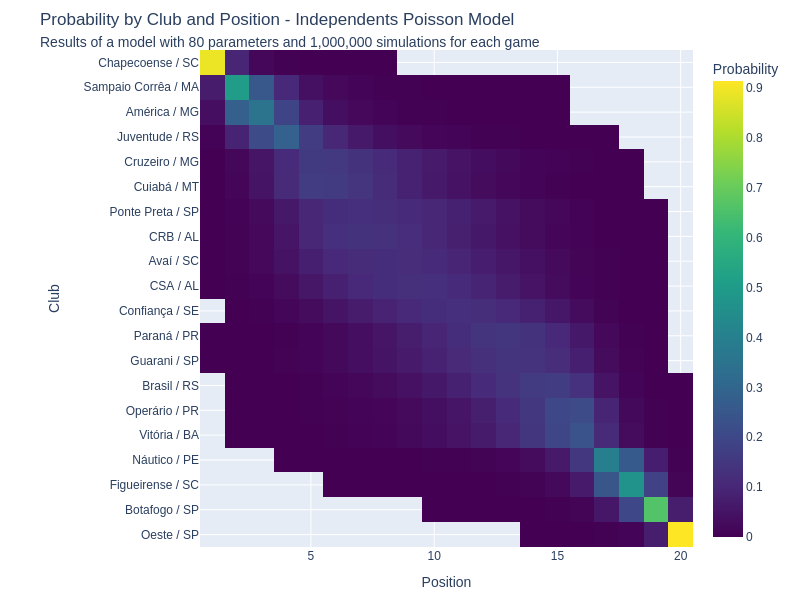 Probability by Club and Position - Independents Poisson Model
Results of a model with 80 parameters and 1,000,000 simulations for each game
Probability
Club
Chapecoense / SC
Sampaio Corrêa / MA
América / MG
Juventude / RS
Cruzeiro / MG
Cuiabá / MT
Ponte Preta / SP
CRB / AL
Avaí / SC
CSA / AL
Confiança / SE
Paraná / PR
Guarani / SP
Brasil / RS
Operário / PR
Vitória / BA
Náutico / PE
Figueirense / SC
Botafogo / SP
Oeste / SP
5 10 15 20
Position
0.9
0.8
0.7
0.6
0.5
0.4
0.3
0.2
0.1
0